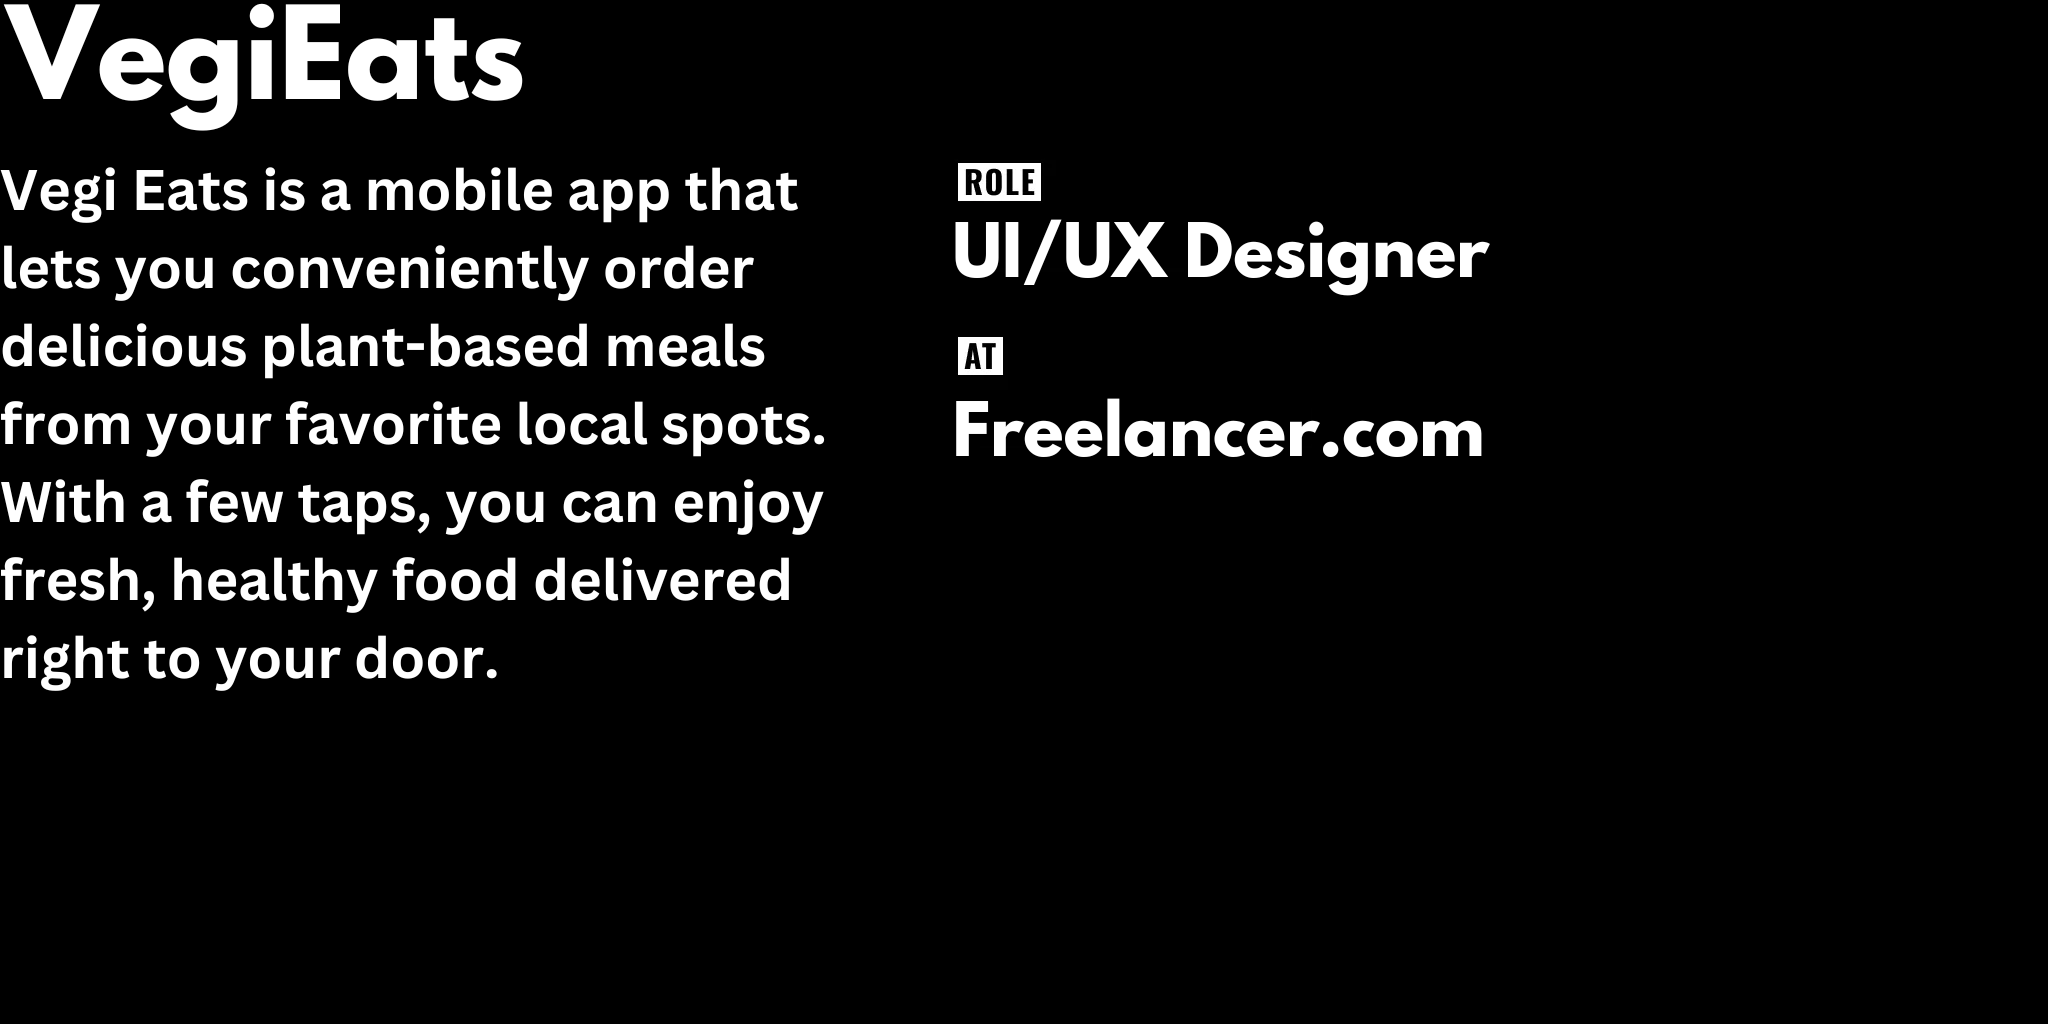 VegiEats
Vegi Eats is a mobile app that
lets you conveniently order
delicious plant-based meals
from your favorite local spots.
With a few taps, you can enjoy
fresh, healthy food delivered
right to your door.
ROLE
UI/UX Designer
AT
Freelancer.com